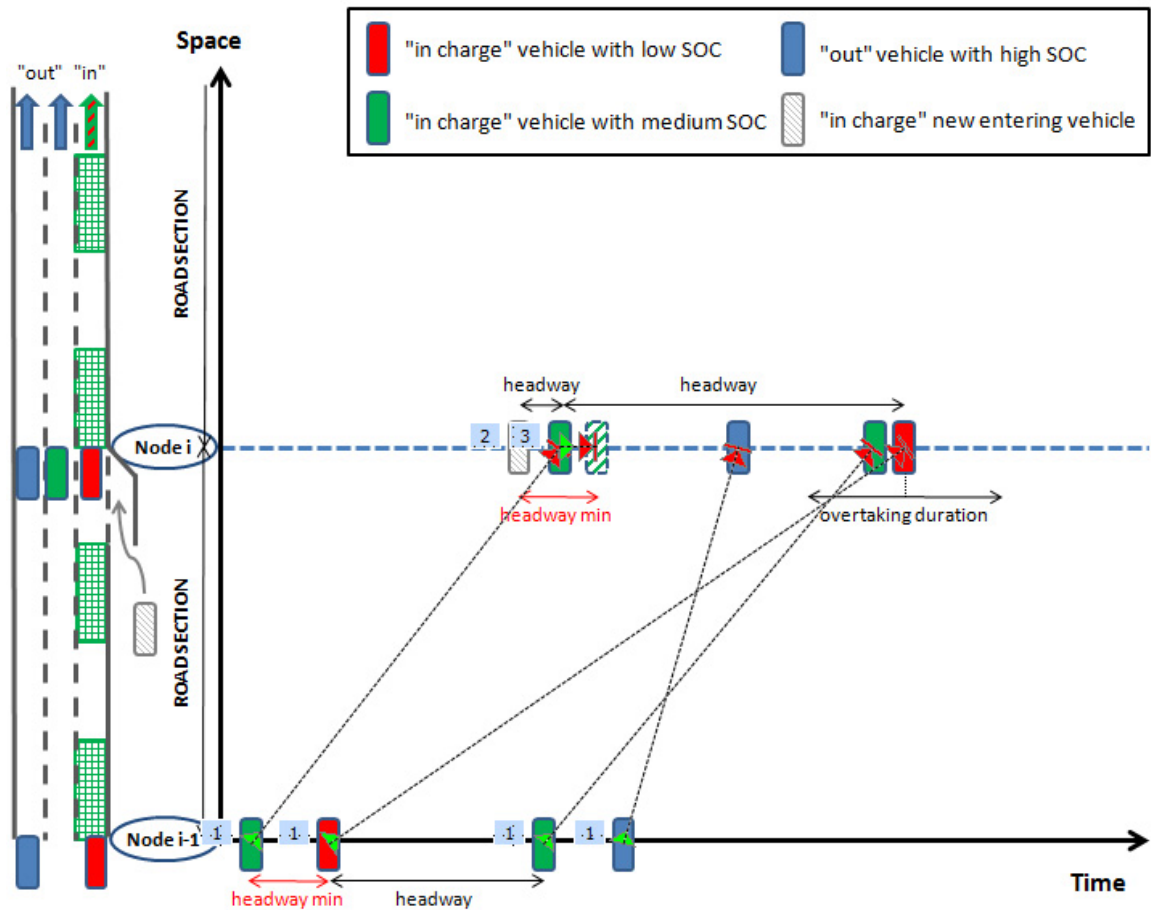 Space
"in charge" vehicle with low SOC
"out" vehicle with high SOC
"in charge" vehicle with medium SOC
"in charge" new entering vehicle
"out" "in"
ROADSECTION
headway
headway
Node i
2
3
headway min
overtaking duration
ROADSECTION
Node i-1
1
1
1
1
headway min
headway
Time